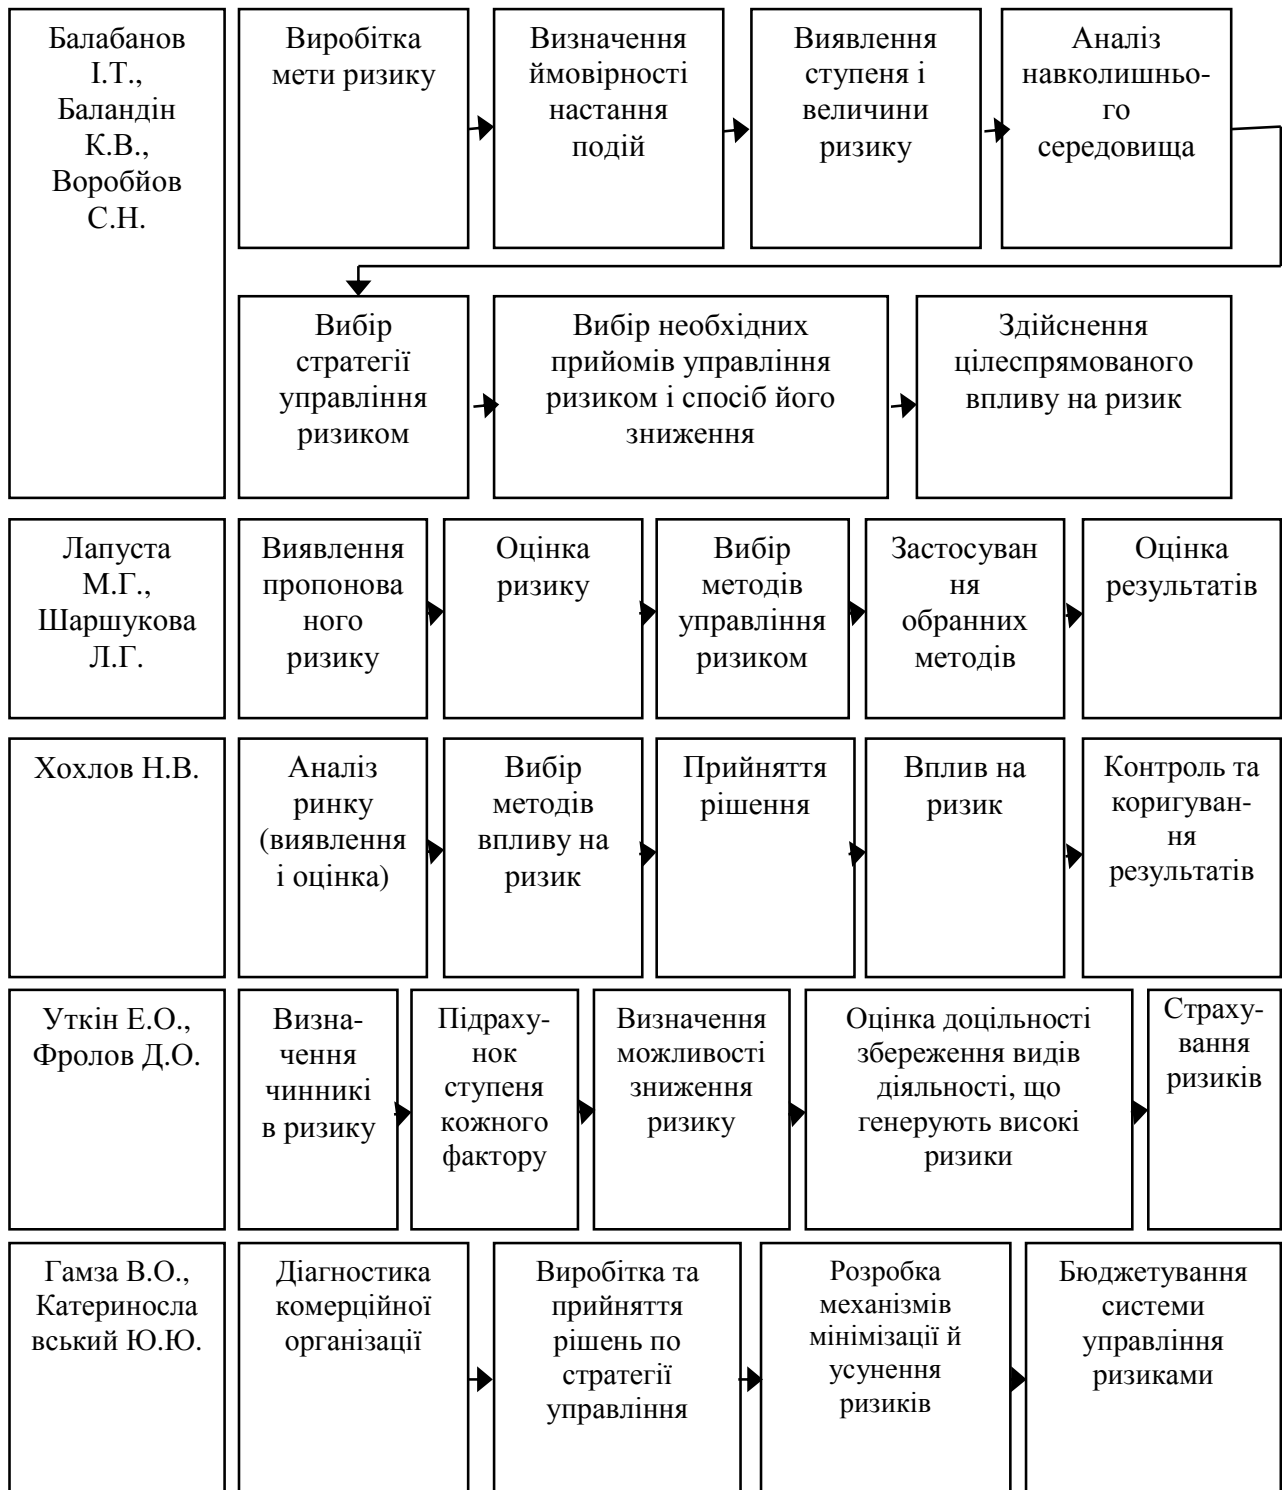 Балабанов
І.Т.,
Баландін
К.В.,
Воробйов
С.Н.
Виробітка
мети ризику
Визначення
ймовірності
настання
подій
Виявлення
ступеня і
величини
ризику
Аналіз
навколишньо-
го
середовища
Вибір
стратегії
управління
ризиком
Вибір необхідних
прийомів управління
ризиком і спосіб його
зниження
Здійснення
цілеспрямованого
впливу на ризик
Лапуста
М.Г.,
Шаршукова
Л.Г.
Виявлення
пропонова
ного
ризику
Оцінка
ризику
Вибір
методів
управління
ризиком
Застосуван
ня
обранних
методів
Оцінка
результатів
Хохлов Н.В.
Аналіз
ринку
(виявлення
і оцінка)
Вибір
методів
впливу на
ризик
Прийняття
рішення
Вплив на
ризик
Контроль та
коригуван-
ня
результатів
Уткін Е.О.,
Фролов Д.О.
Визна-
чення
чинникі
в ризику
Підраху-
нок
ступеня
кожного
фактору
Визначення
можливості
зниження
ризику
Оцінка доцільності
збереження видів
діяльності, що
генерують високі
ризики
Страху-
вання
ризиків
Гамза В.О.,
Катериносла
вський Ю.Ю.
Діагностика
комерційної
організації
Виробітка та
прийняття
рішень по
стратегії
управління
Розробка
механізмів
мінімізації й
усунення
ризиків
Бюджетування
системи
управління
ризиками